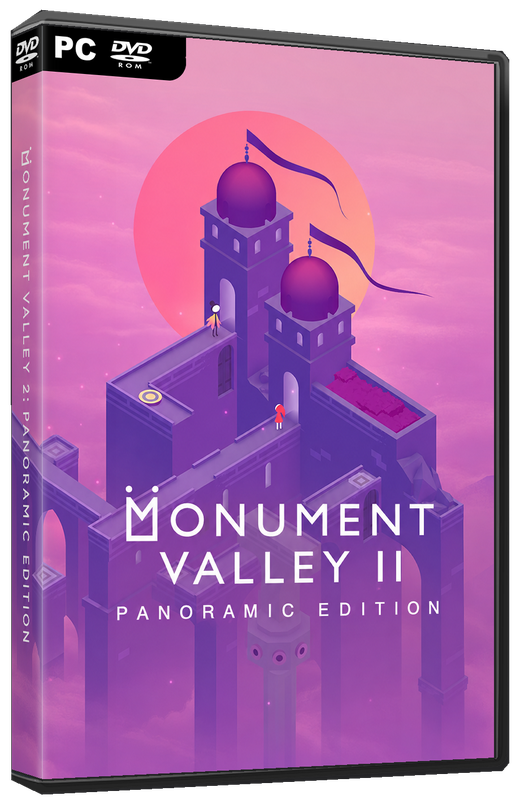 DVD
ROM
PC DVD
ROM
MONUMENT VALLEY 2: PANORAMIC EDITION
MONUMENT
VALLEY II
PANORAMIC EDITION